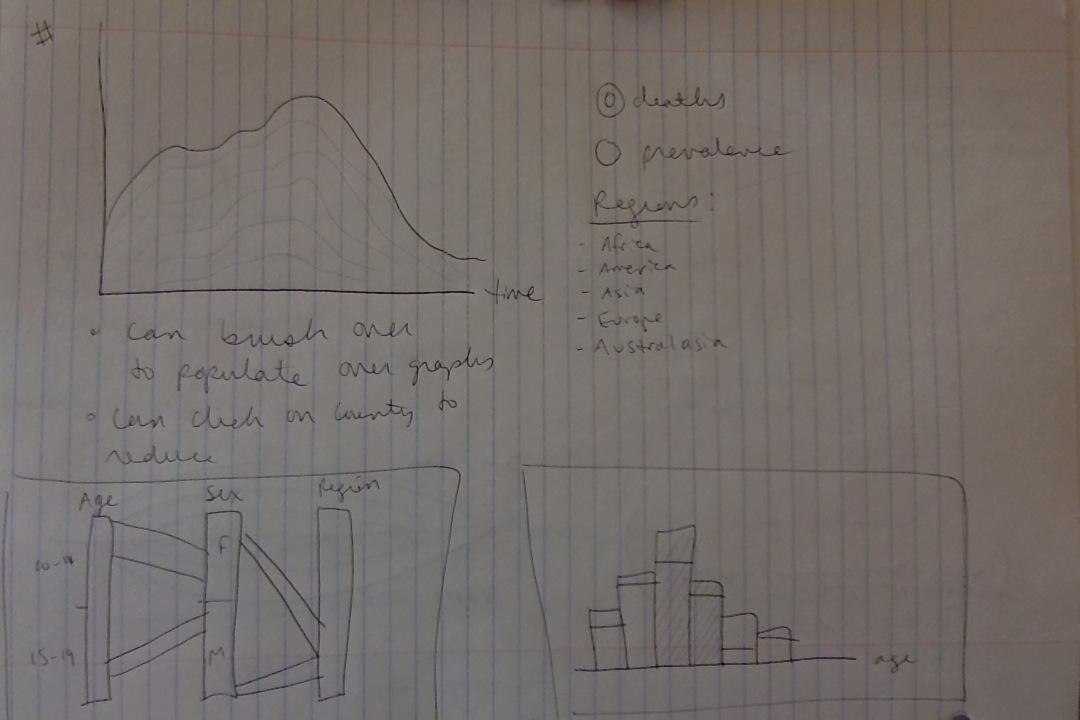 #
deaths
prevalence
Regions:
- Africa
- America
- Asia
- Europe
- Australasia
time
can brush over
to populate over graphs
can click on county to
reduce
Age
Sex
Region
10-14
F
15-19
M
age